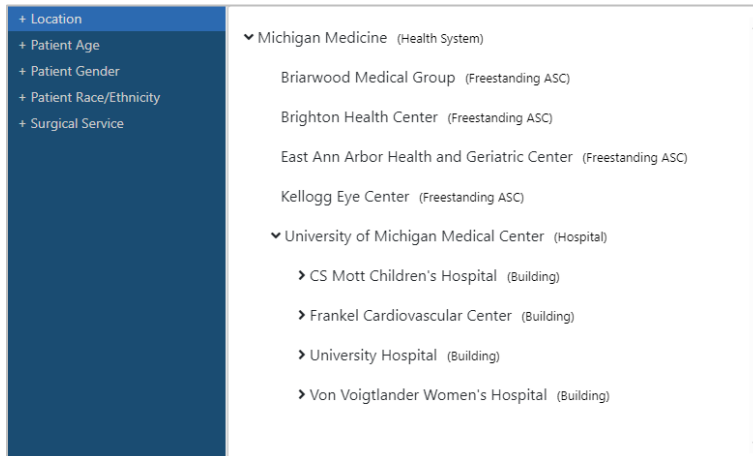 + Location
+ Patient Age
+ Patient Gender
+ Patient Race/Ethnicity
+ Surgical Service
Michigan Medicine (Health System)
Briarwood Medical Group (Freestanding ASC)
Brighton Health Center (Freestanding ASC)
East Ann Arbor Health and Geriatric Center (Freestanding ASC)
Kellogg Eye Center (Freestanding ASC)
University of Michigan Medical Center (Hospital)
CS Mott Children's Hospital (Building)
Frankel Cardiovascular Center (Building)
University Hospital (Building)
Von Voigtlander Women's Hospital (Building)